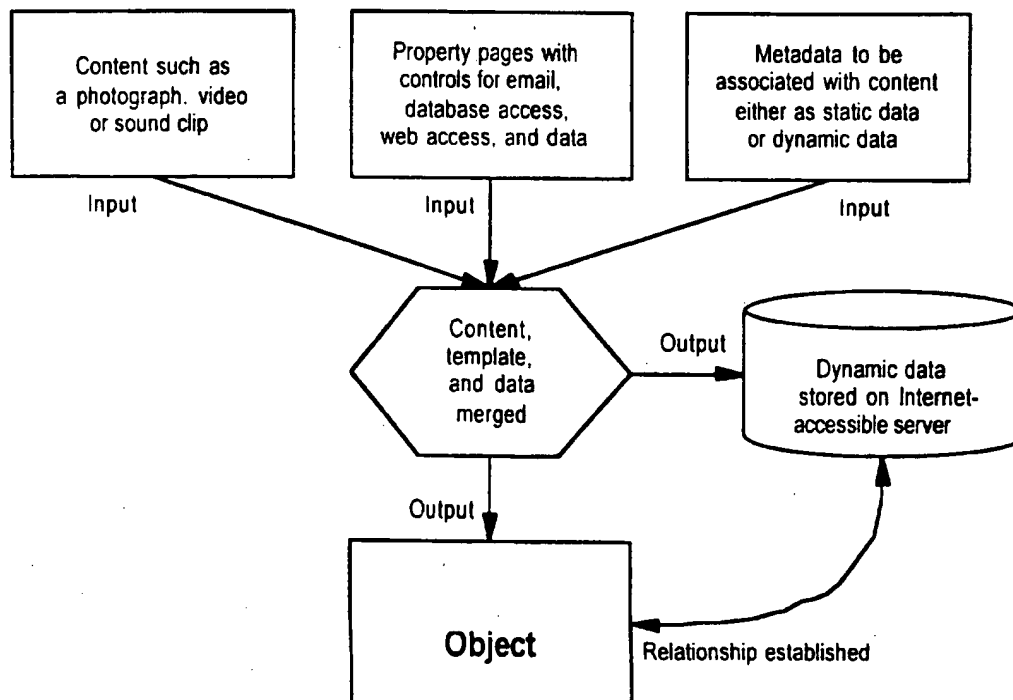 Content such as
a photograph. video
or sound clip
Property pages with
controls for email,
database access,
web access, and data
Metadata to be
associated with content
either as static data
or dynamic data
Input
Input
Input
Content,
template,
and data
merged
Output
Dynamic data
stored on Internet-
accessible server
Output
Object
Relationship established